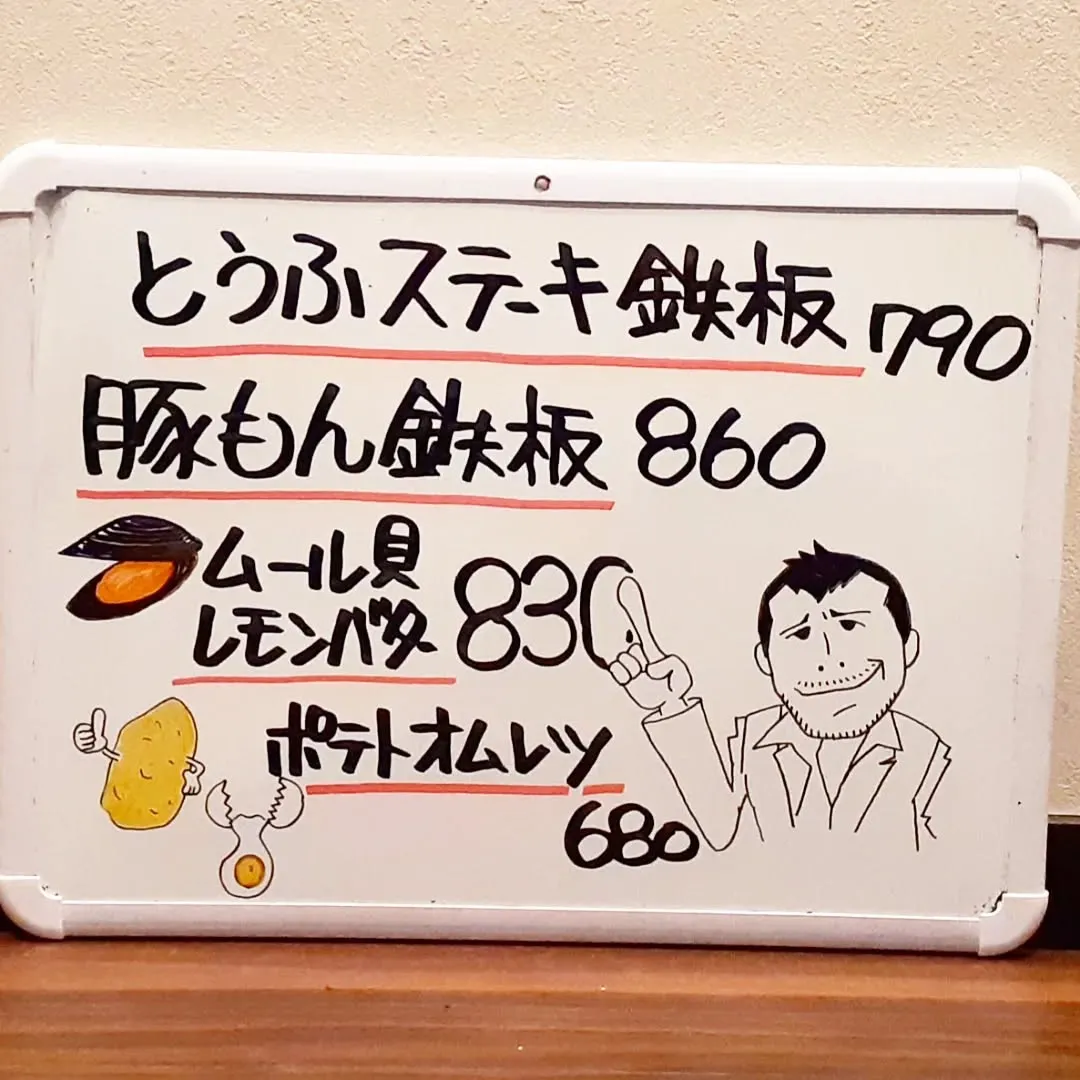 とうふステーキ鉄板 790
豚もん鉄板 860
ムール貝
レモンバター 830
ポテトオムレツ
680